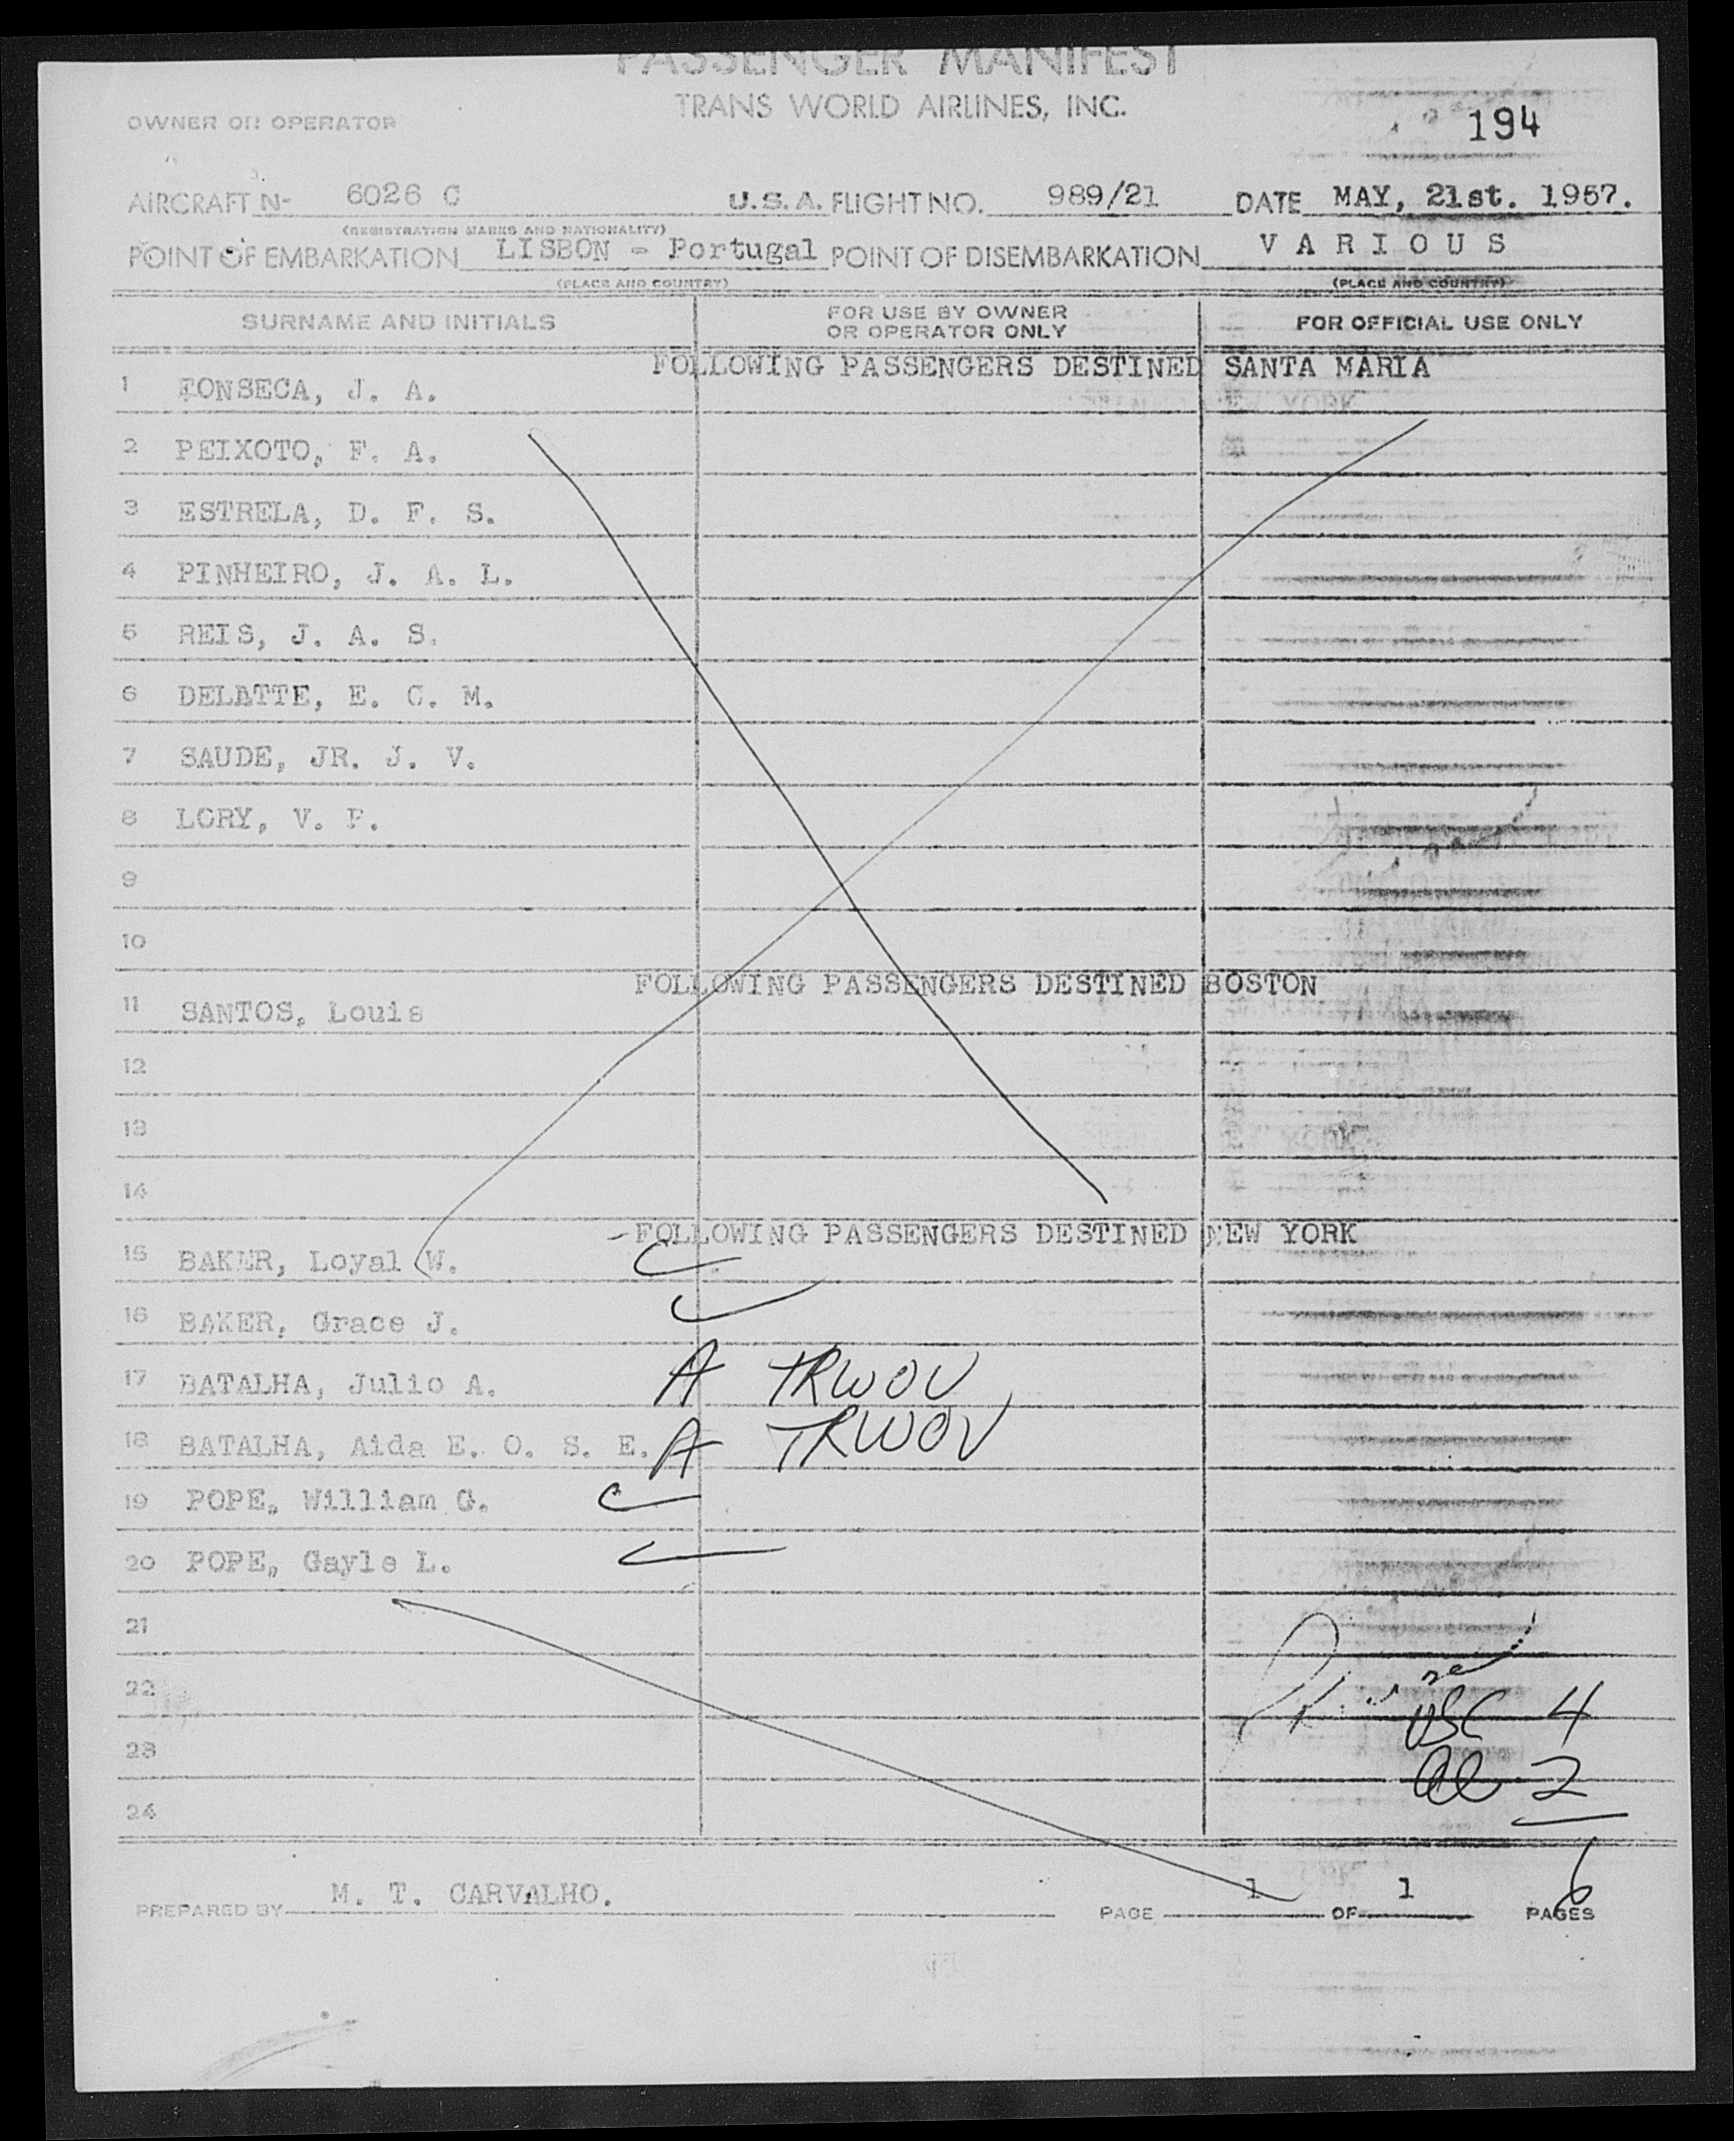 PASSENGER MANIFEST
TRANS WORLD AIRLINES, INC.
OWNER OR OPERATOR
194
AIRCRAFT N- 6026 C U.S.A. FLIGHT NO. 989/21 DATE MAY, 21st. 1957.
(REGISTRATION MARKS AND NATIONALITY)
POINT OF EMBARKATION LISBON - Portugal POINT OF DISEMBARKATION VARIOUS
(PLACE AND COUNTRY) (PLACE AND COUNTRY)
SURNAME AND INITIALS FOR USE BY OWNER OR OPERATOR ONLY FOR OFFICIAL USE ONLY
FOLLOWING PASSENGERS DESTINED SANTA MARIA
1 FONSECA, J. A.
2 PEIXOTO, F. A.
3 ESTRELA, D. F. S.
4 PINHEIRO, J. A. L.
5 REIS, J. A. S.
6 DELATTE, E. C. M.
7 SAUDE, JR. J. V.
8 LORY, V. P.
9
10
FOLLOWING PASSENGERS DESTINED BOSTON
11 SANTOS, Louis
12
13
14
-FOLLOWING PASSENGERS DESTINED NEW YORK
15 BAKER, Loyal W.
16 BAKER, Grace J.
17 BATALHA, Julio A. A TRWOV
18 BATALHA, Aida E. O. S. E. A TRWOV
19 POPE, William G.
20 POPE, Gayle L.
21
22
USC 4
23
al 2
24
6
PREPARED BY M. T. CARVALHO. PAGE 1 OF 1 PAGES